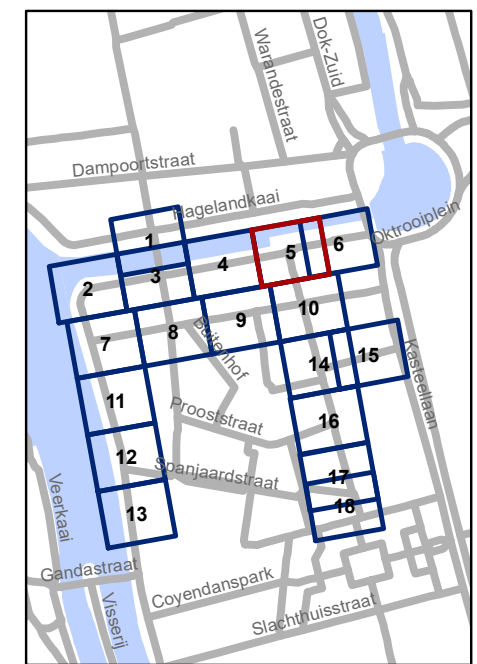 Warandestraat
Dok-Zuid
Dampoortstraat
Hagelandkaai
Oktrooiplein
1
2
3
4
5
6
7
8
9
10
Buitenhof
11
14
15
Kasteellaan
Prooststraat
16
12
Spanjaardstraat
17
13
18
Veerkaai
Gandastraat
Visserij
Coyendanspark
Slachthuisstraat